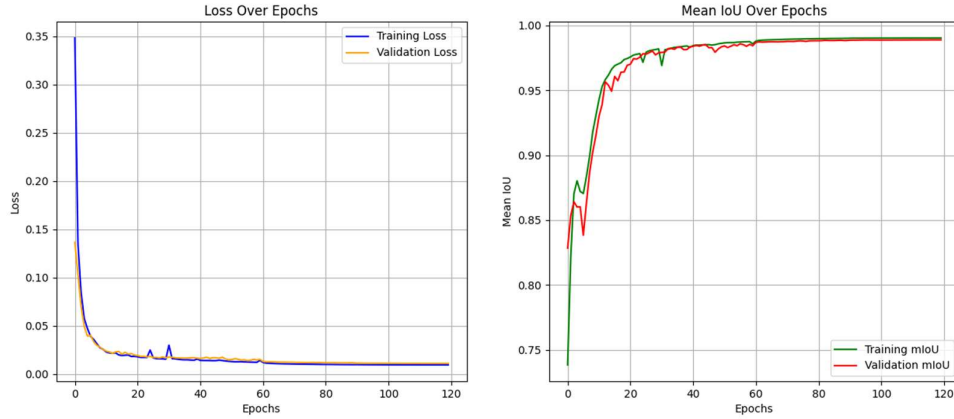 Loss Over Epochs
Training Loss
Validation Loss
Loss
0.35
0.30
0.25
0.20
0.15
0.10
0.05
0.00
0 20 40 60 80 100 120
Epochs
Mean IoU Over Epochs
Training mIoU
Validation mIoU
Mean IoU
1.00
0.95
0.90
0.85
0.80
0.75
0 20 40 60 80 100 120
Epochs